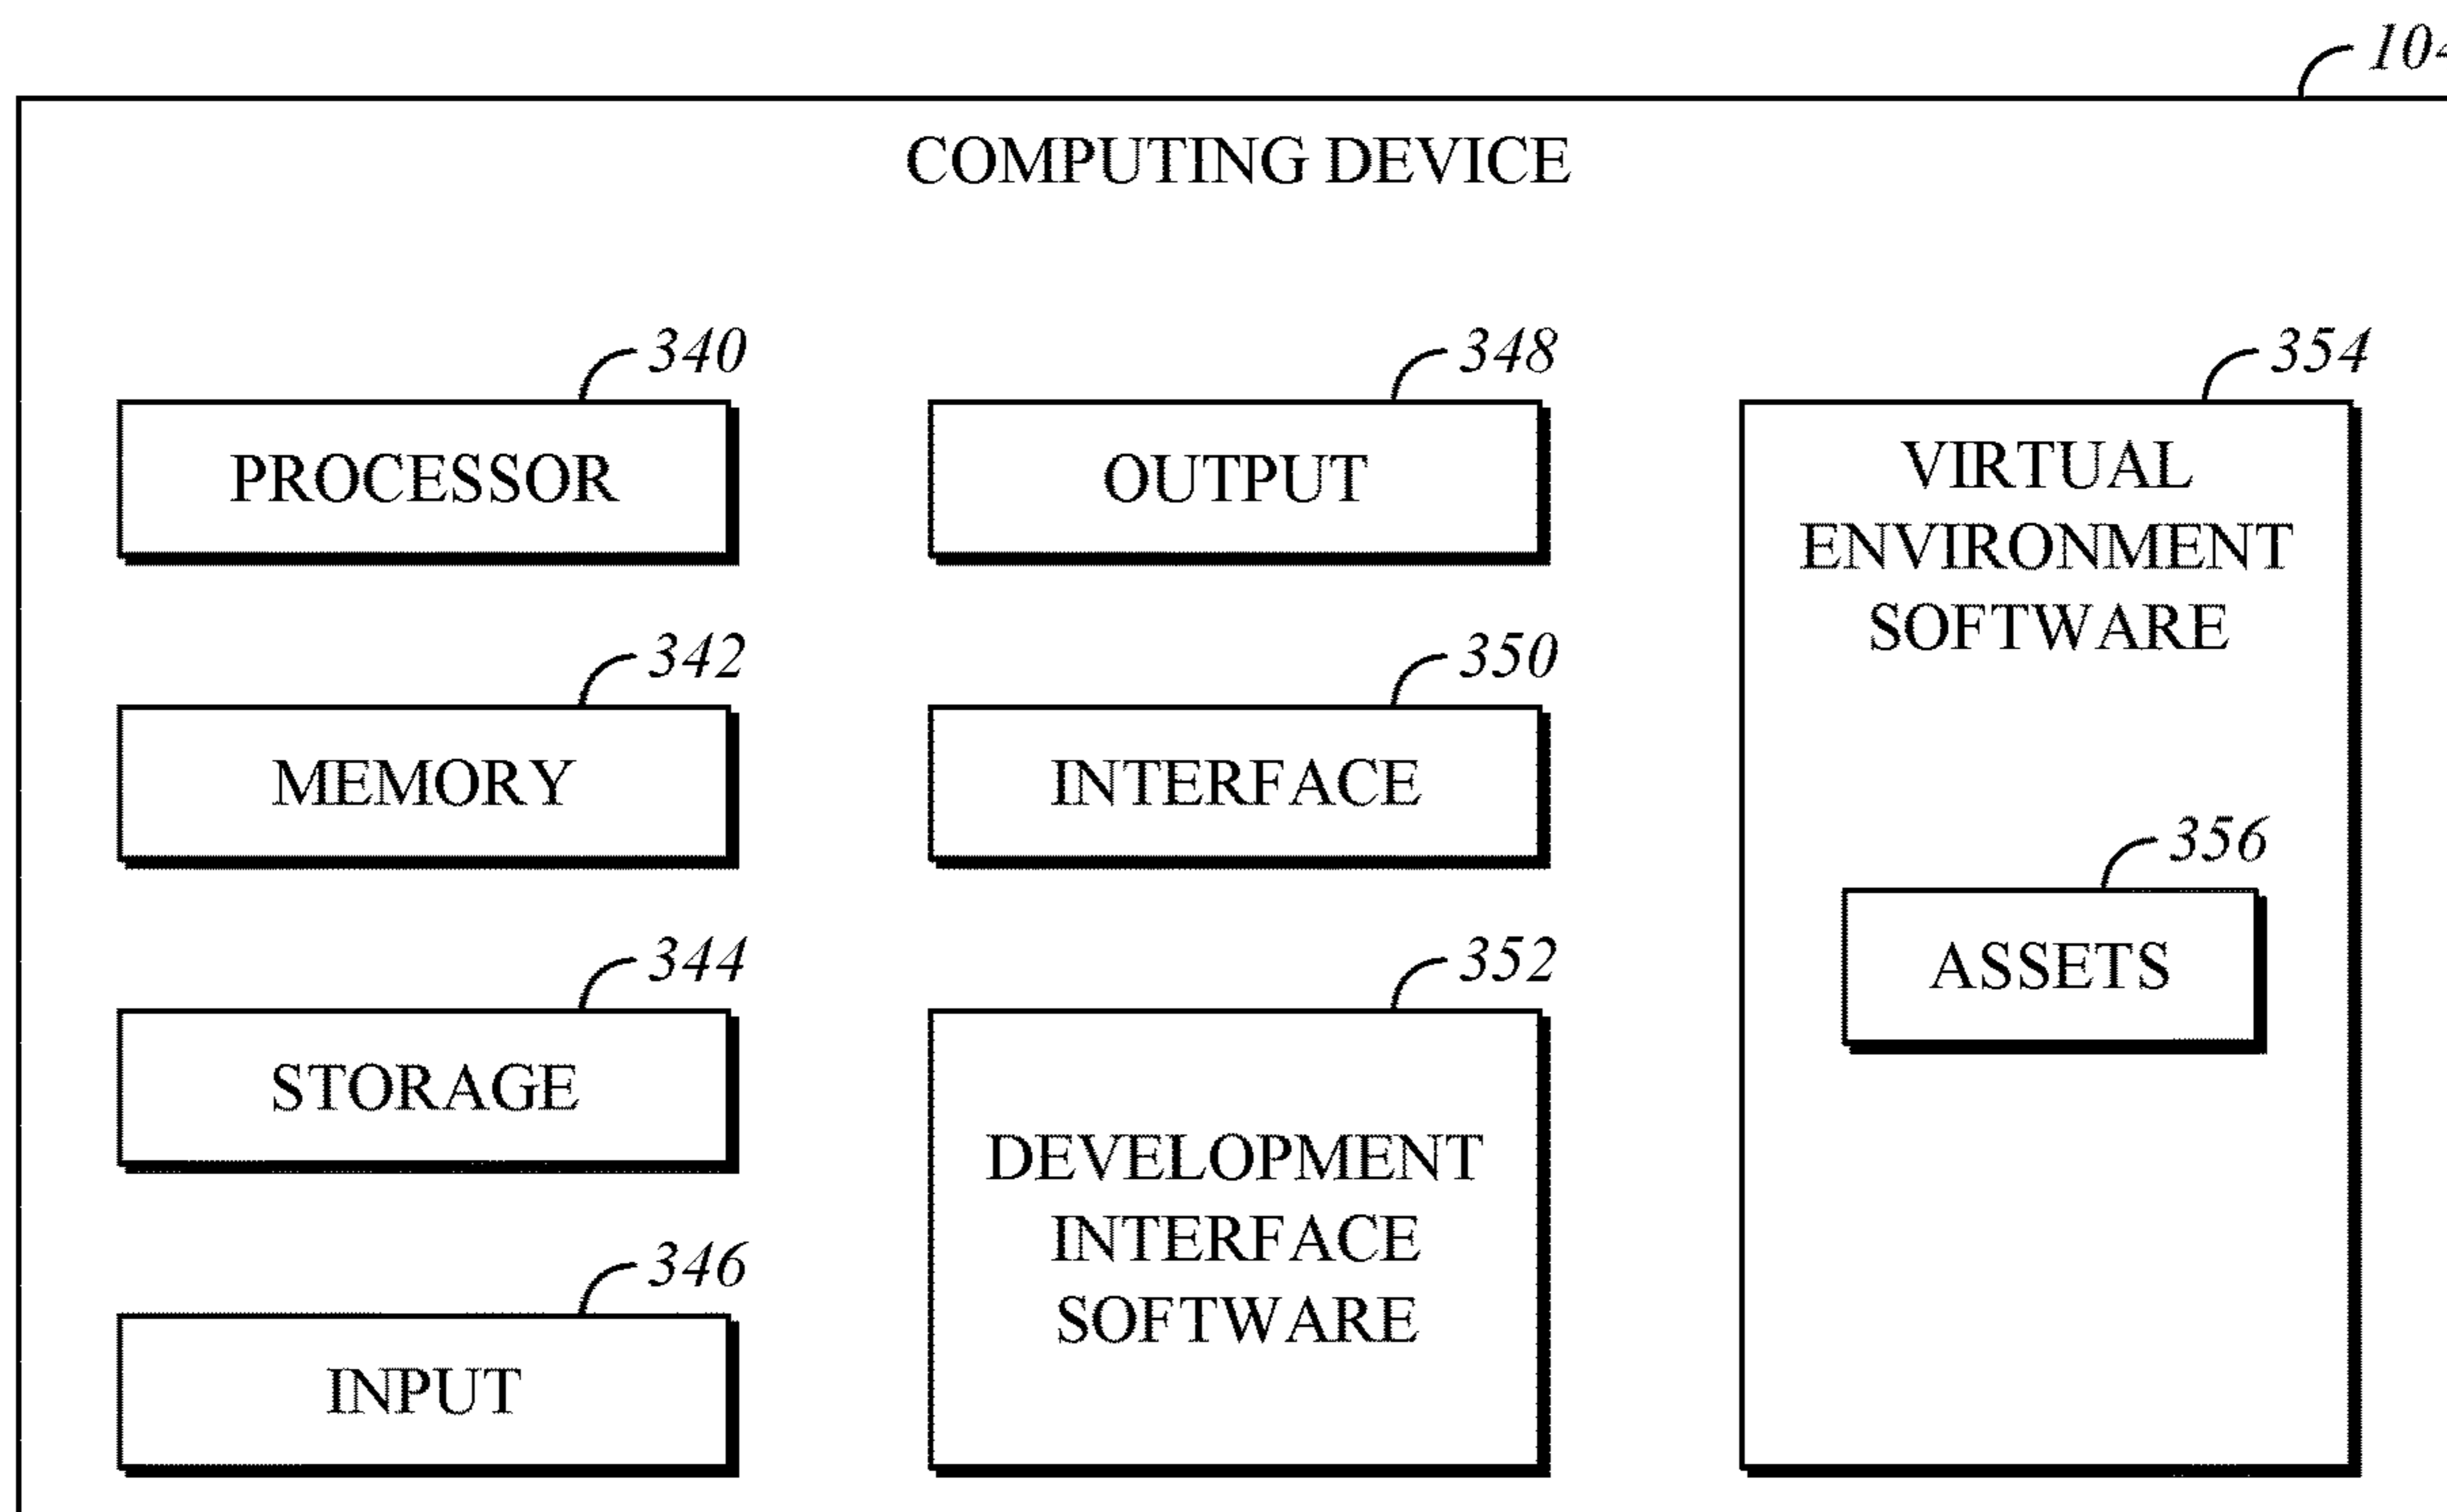 104
COMPUTING DEVICE
340
PROCESSOR
342
MEMORY
344
STORAGE
346
INPUT
348
OUTPUT
350
INTERFACE
352
DEVELOPMENT
INTERFACE
SOFTWARE
354
VIRTUAL
ENVIRONMENT
SOFTWARE
356
ASSETS